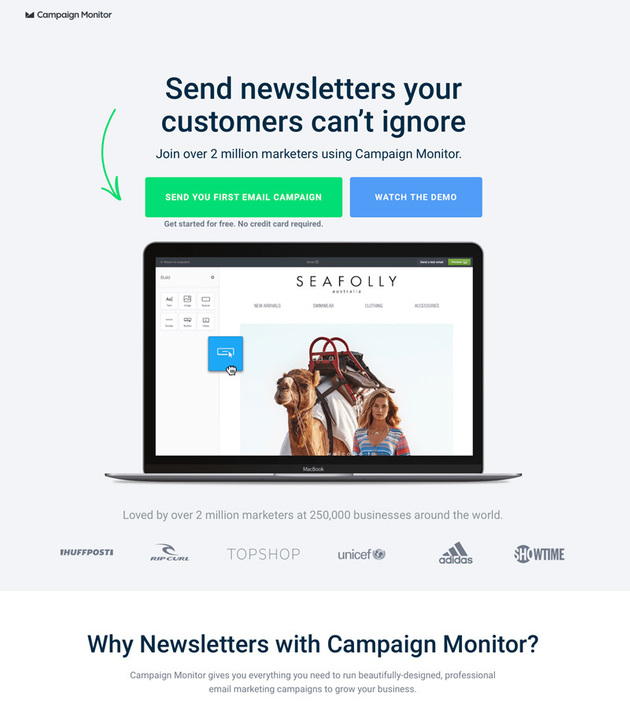 Campaign Monitor
Send newsletters your
customers can't ignore
Join over 2 million marketers using Campaign Monitor.
SEND YOU FIRST EMAIL CAMPAIGN
WATCH THE DEMO
Get started for free. No credit card required.
Send a test email
Build
SEAFOLLY
australia
NEW ARRIVALS
SWIMWEAR
CLOTHING
ACCESSORIES
MacBook
Loved by over 2 million marketers at 250,000 businesses around the world.
HUFFPOST
RIP CURL
TOPSHOP
unicef
adidas
SHOWTIME
Why Newsletters with Campaign Monitor?
Campaign Monitor gives you everything you need to run beautifully-designed, professional
email marketing campaigns to grow your business.